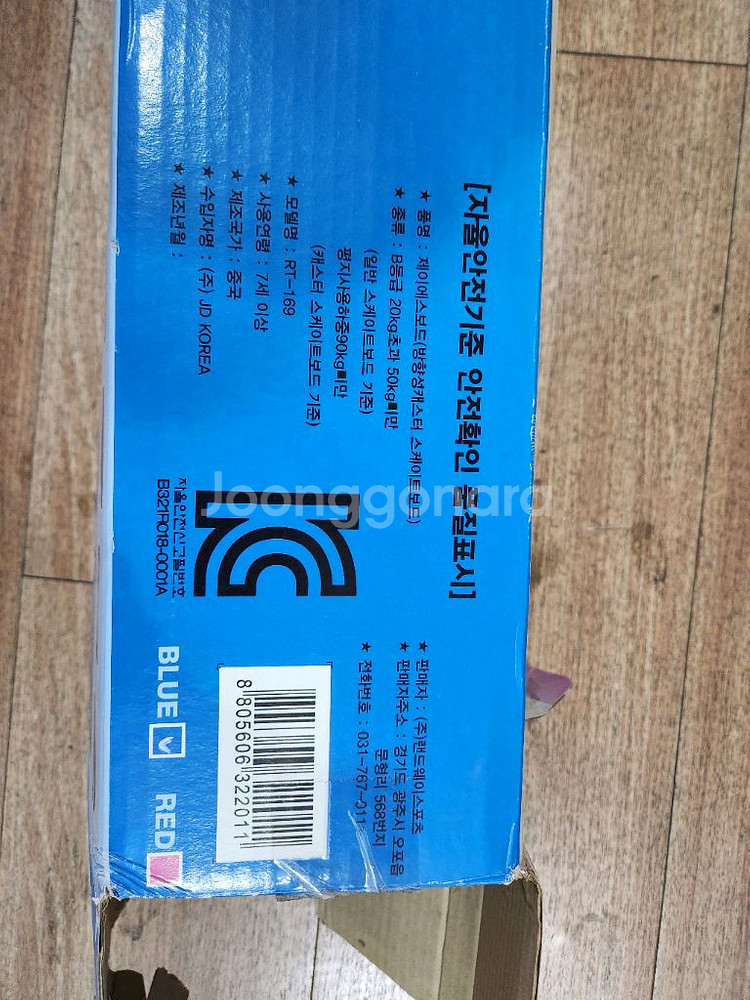 [자율안전기준 안전확인 품질표시]
★ 품명 : 제이에스보드(방향성캐스터 스케이트보드)
★ 종류 : B등급 20kg초과 50kg미만
(일반 스케이트보드 기준)
평지사용하중90kg미만
(캐스터 스케이트보드 기준)
★ 모델명 : RT-169
★ 사용연령 : 7세 이상
★ 제조국가 : 중국
★ 수입자명 : (주) JD KOREA
★ 제조년월 :
자율안전신고필번호
B321R018-0001A
★ 판매자 : (주)랜드웨이스포츠
★ 판매자주소 : 경기도 광주시 오포읍
문형리 568번지
★ 전화번호 : 031-767-011
8 805606 322011
BLUE RED
Joonggonara